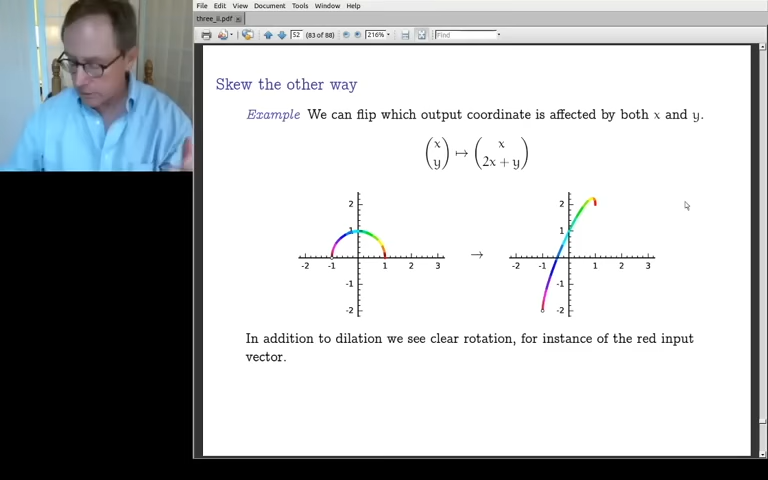 File Edit View Document Tools Window Help
three_ii.pdf
52 (83 of 88) 216% Find
Skew the other way
Example We can flip which output coordinate is affected by both x and y.
x x
y ↦ 2x + y
2 2
1 1
-2 -1 1 2 3 → -2 -1 1 2 3
-1 -1
-2 -2
In addition to dilation we see clear rotation, for instance of the red input
vector.